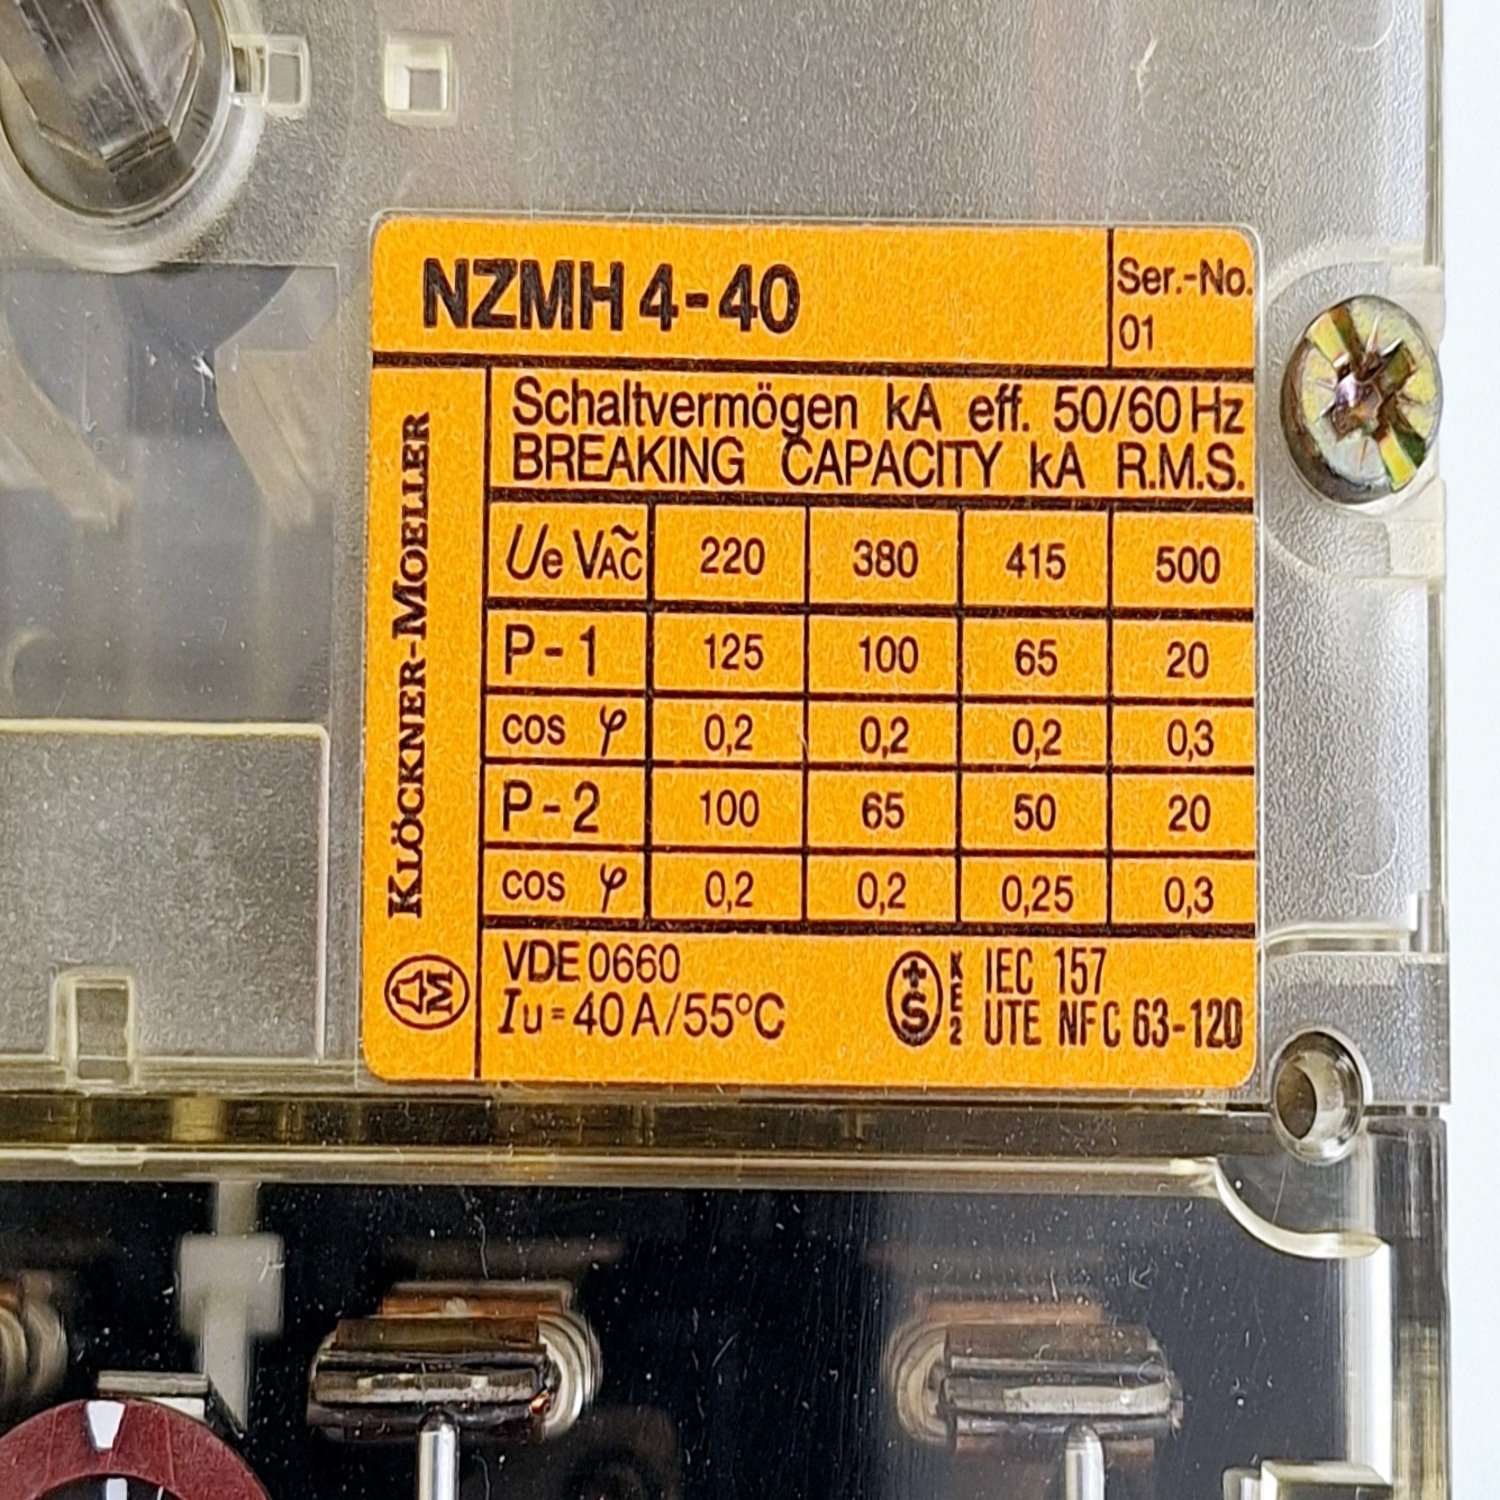 NZMH 4-40
Ser.-No.
01
KLÖCKNER-MOELLER
M
Schaltvermögen kA eff. 50/60 Hz
BREAKING CAPACITY kA R.M.S.
Ue VAC~ 220 380 415 500
P-1 125 100 65 20
cos φ 0,2 0,2 0,2 0,3
P-2 100 65 50 20
cos φ 0,2 0,2 0,25 0,3
VDE 0660
Iu=40A/55°C
+S
KE2
IEC 157
UTE NFC 63-120